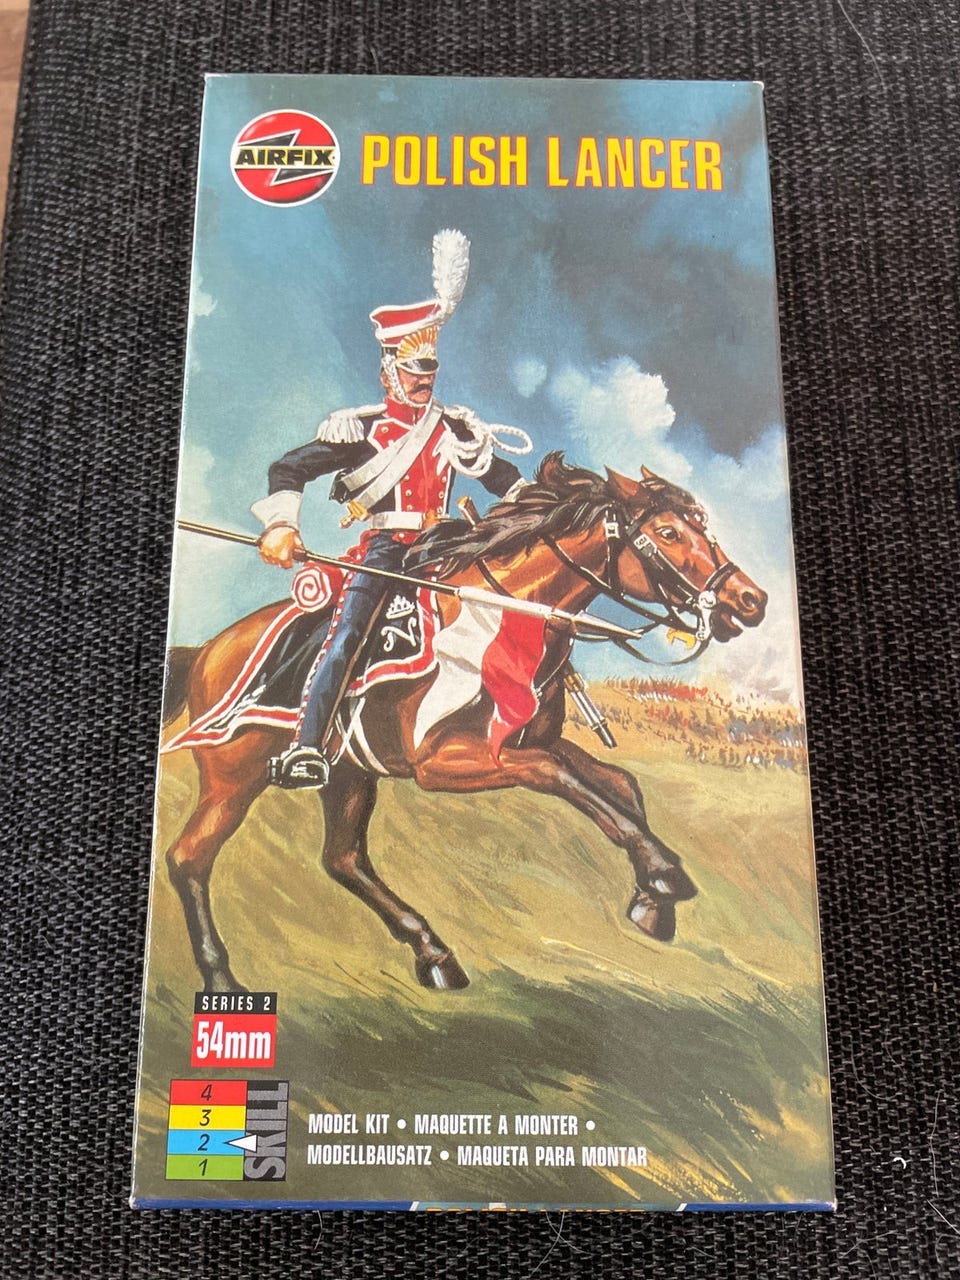 AIRFIX
POLISH LANCER
2
SERIES 2
54mm
4
3
2
1
SKILL
MODEL KIT • MAQUETTE A MONTER •
MODELLBAUSATZ • MAQUETA PARA MONTAR